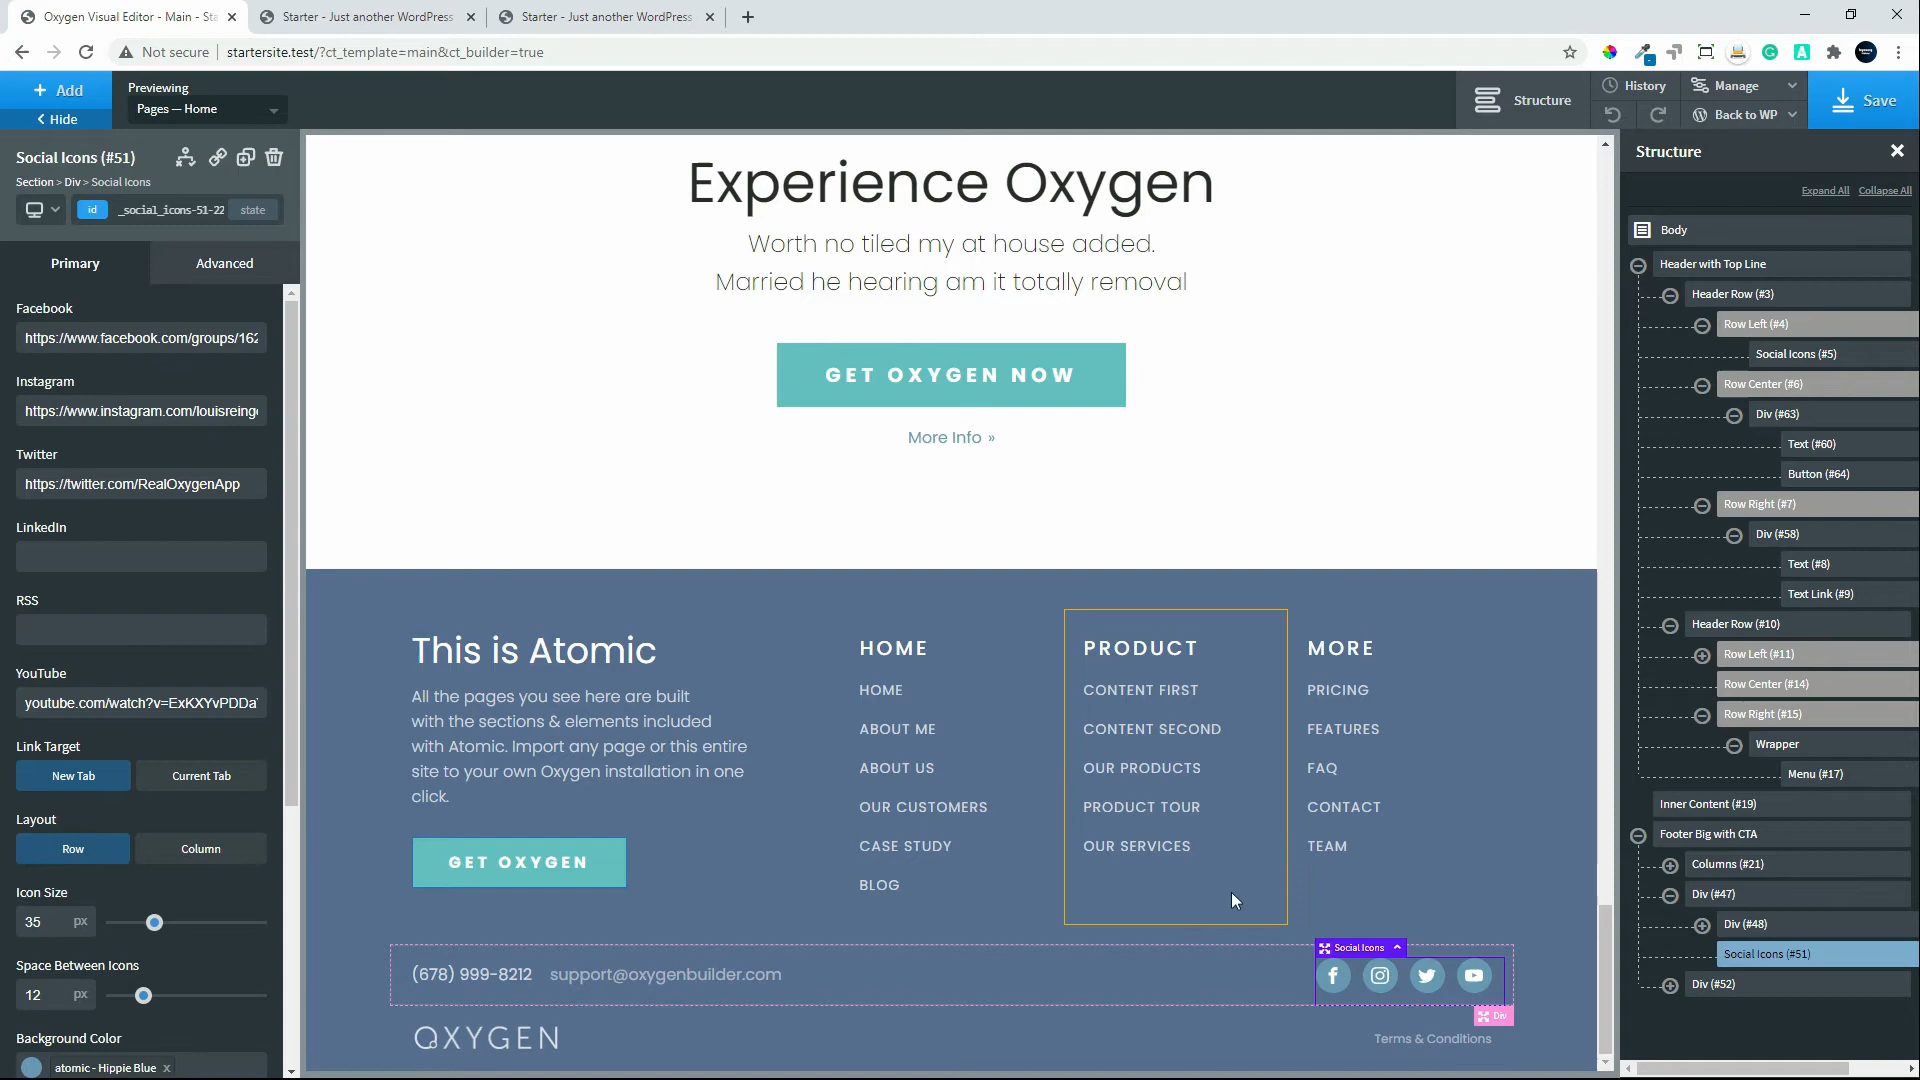 Oxygen Visual Editor - Main - Sta
Starter - Just another WordPress
Starter - Just another WordPress
Not secure
startersite.test/?ct_template=main&ct_builder=true
Add
Hide
Previewing
Pages — Home
Structure
History
Manage
Back to WP
Save
Social Icons (#51)
Section > Div > Social Icons
id
_social_icons-51-22
state
Primary
Advanced
Facebook
https://www.facebook.com/groups/162
Instagram
https://www.instagram.com/louisreinge
Twitter
https://twitter.com/RealOxygenApp
LinkedIn
RSS
YouTube
youtube.com/watch?v=ExKXYvPDDa
Link Target
New Tab
Current Tab
Layout
Row
Column
Icon Size
35 px
Space Between Icons
12 px
Background Color
atomic - Hippie Blue x
Experience Oxygen
Worth no tiled my at house added.
Married he hearing am it totally removal
GET OXYGEN NOW
More Info »
This is Atomic
All the pages you see here are built
with the sections & elements included
with Atomic. Import any page or this entire
site to your own Oxygen installation in one
click.
GET OXYGEN
HOME
HOME
ABOUT ME
ABOUT US
OUR CUSTOMERS
CASE STUDY
BLOG
PRODUCT
CONTENT FIRST
CONTENT SECOND
OUR PRODUCTS
PRODUCT TOUR
OUR SERVICES
MORE
PRICING
FEATURES
FAQ
CONTACT
TEAM
Social Icons
(678) 999-8212
support@oxygenbuilder.com
Div
OXYGEN
Terms & Conditions
Structure
Expand All
Collapse All
Body
Header with Top Line
Header Row (#3)
Row Left (#4)
Social Icons (#5)
Row Center (#6)
Div (#63)
Text (#60)
Button (#64)
Row Right (#7)
Div (#58)
Text (#8)
Text Link (#9)
Header Row (#10)
Row Left (#11)
Row Center (#14)
Row Right (#15)
Wrapper
Menu (#17)
Inner Content (#19)
Footer Big with CTA
Columns (#21)
Div (#47)
Div (#48)
Social Icons (#51)
Div (#52)